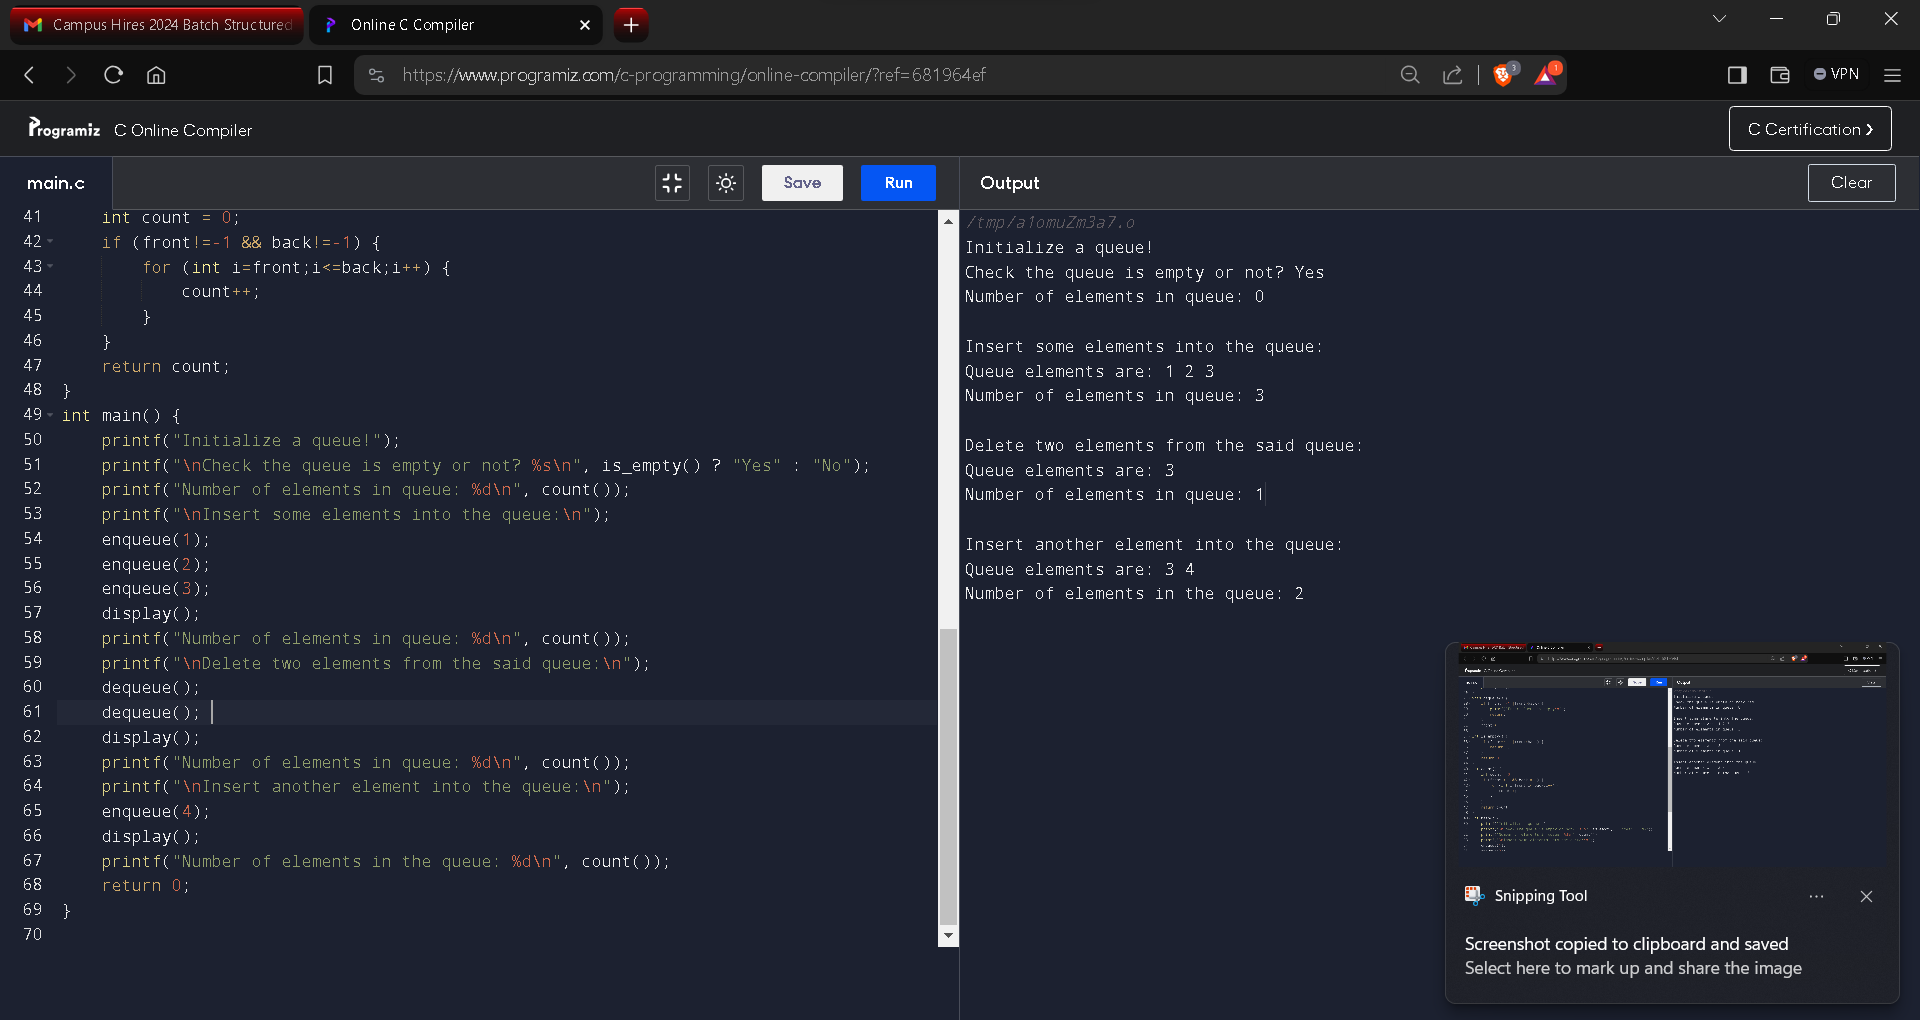 Campus Hires 2024 Batch Structured
Online C Compiler
https://www.programiz.com/c-programming/online-compiler/?ref=681964ef
3
1
VPN
Programiz C Online Compiler
C Certification
main.c
Save
Run
Output
Clear
41 int count = 0;
42 if (front!=-1 && back!=-1) {
43 for (int i=front;i<=back;i++) {
44 count++;
45 }
46 }
47 return count;
48 }
49 int main() {
50 printf("Initialize a queue!");
51 printf("\nCheck the queue is empty or not? %s\n", is_empty() ? "Yes" : "No");
52 printf("Number of elements in queue: %d\n", count());
53 printf("\nInsert some elements into the queue:\n");
54 enqueue(1);
55 enqueue(2);
56 enqueue(3);
57 display();
58 printf("Number of elements in queue: %d\n", count());
59 printf("\nDelete two elements from the said queue:\n");
60 dequeue();
61 dequeue();
62 display();
63 printf("Number of elements in queue: %d\n", count());
64 printf("\nInsert another element into the queue:\n");
65 enqueue(4);
66 display();
67 printf("Number of elements in the queue: %d\n", count());
68 return 0;
69 }
70
/tmp/a1omuZm3a7.o
Initialize a queue!
Check the queue is empty or not? Yes
Number of elements in queue: 0
Insert some elements into the queue:
Queue elements are: 1 2 3
Number of elements in queue: 3
Delete two elements from the said queue:
Queue elements are: 3
Number of elements in queue: 1
Insert another element into the queue:
Queue elements are: 3 4
Number of elements in the queue: 2
Snipping Tool
Screenshot copied to clipboard and saved
Select here to mark up and share the image